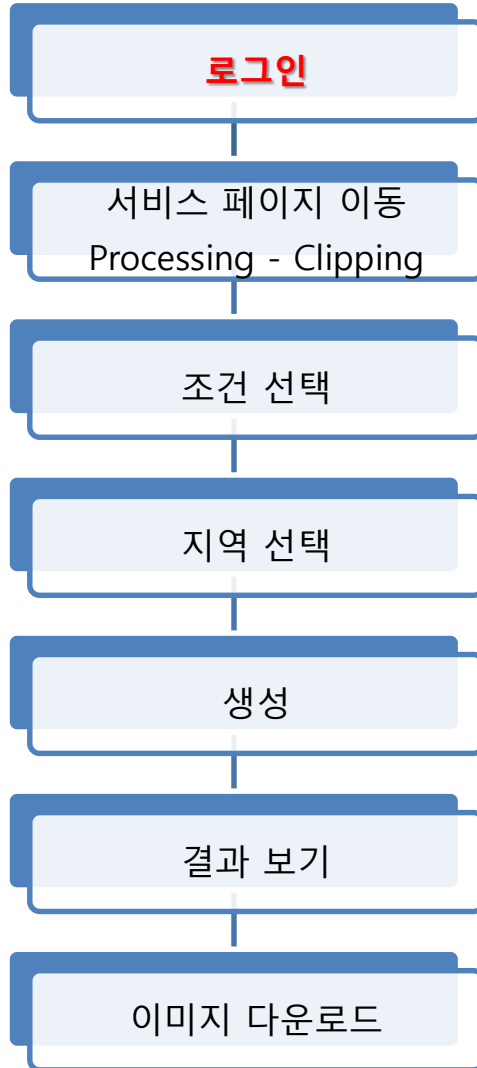 로그인
서비스 페이지 이동
Processing - Clipping
조건 선택
지역 선택
생성
결과 보기
이미지 다운로드